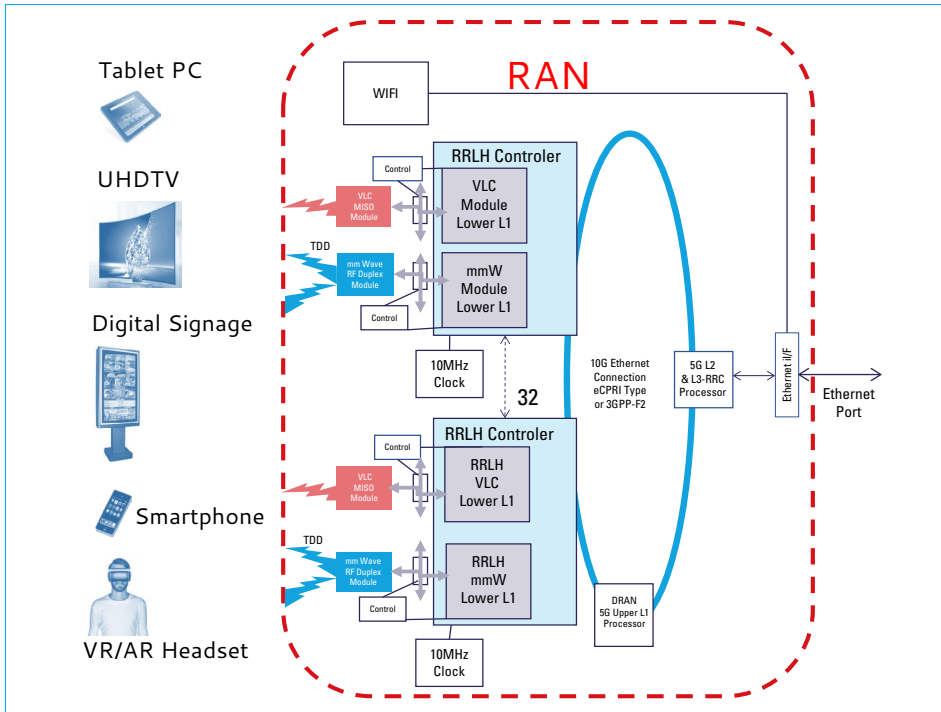 RAN
Tablet PC
UHDTV
Digital Signage
Smartphone
VR/AR Headset
WIFI
RRLH Controler
Control
VLC
Module
Lower L1
VLC
MISO
Module
TDD
mm Wave
RF Duplex
Module
mmW
Module
Lower L1
Control
10MHz
Clock
32
10G Ethernet
Connection
eCPRI Type
or 3GPP-F2
5G L2
& L3-RRC
Processor
Ethernet iI/F
Ethernet
Port
RRLH Controler
Control
RRLH
VLC
Lower L1
VLC
MISO
Module
TDD
mm Wave
RF Duplex
Module
RRLH
mmW
Lower L1
Control
10MHz
Clock
DRAN
5G Upper L1
Processor